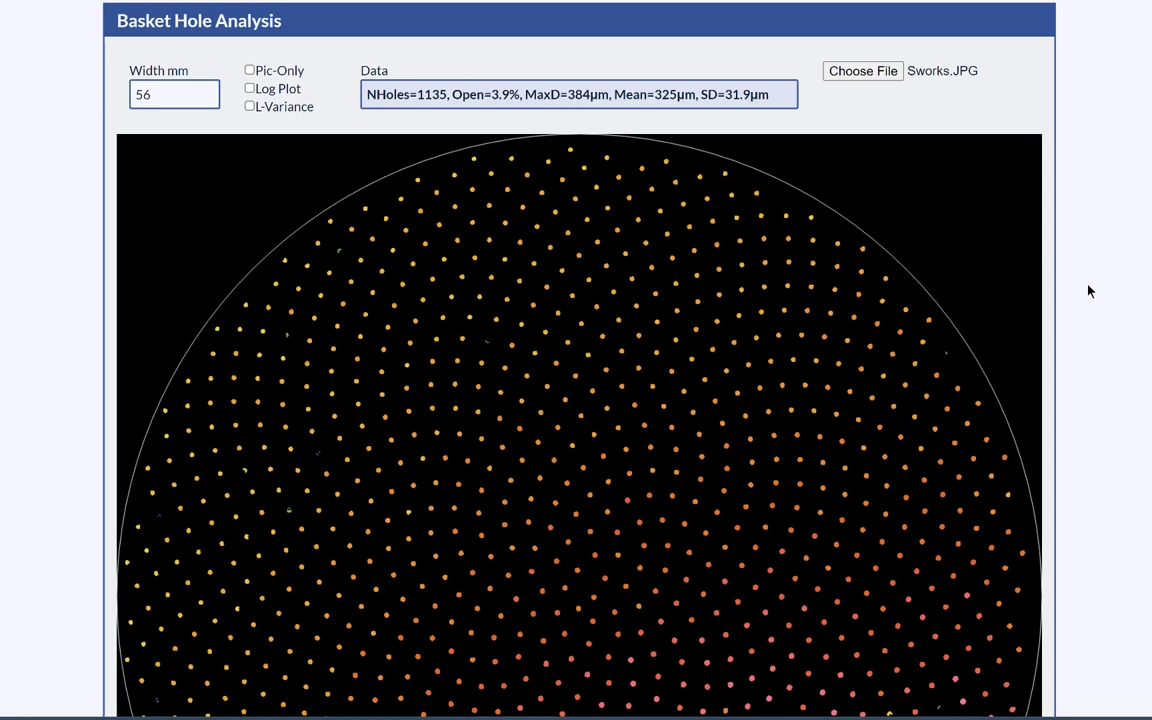 Basket Hole Analysis
Width mm
56
Pic-Only
Log Plot
L-Variance
Data
NHoles=1135, Open=3.9%, MaxD=384μm, Mean=325μm, SD=31.9μm
Choose File Sworks.JPG